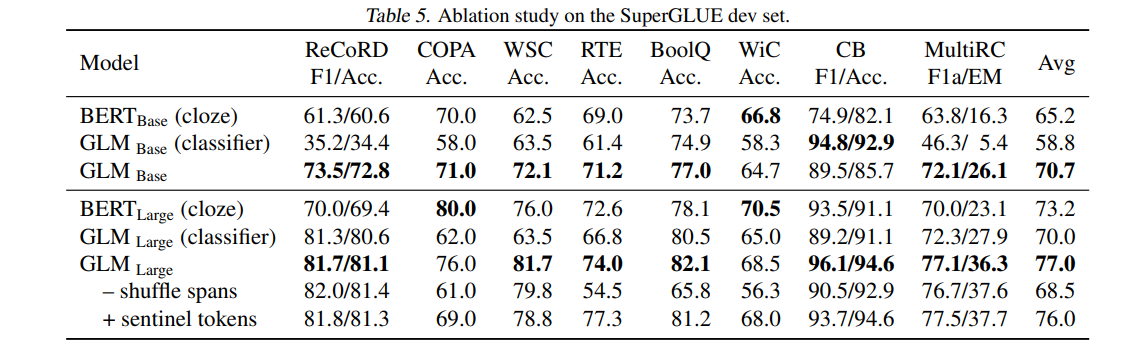 Table 5. Ablation study on the SuperGLUE dev set.
Model ReCoRD COPA WSC RTE BoolQ WiC CB MultiRC Avg
F1/Acc. Acc. Acc. Acc. Acc. Acc. F1/Acc. F1a/EM
BERTBase (cloze) 61.3/60.6 70.0 62.5 69.0 73.7 66.8 74.9/82.1 63.8/16.3 65.2
GLM Base (classifier) 35.2/34.4 58.0 63.5 61.4 74.9 58.3 94.8/92.9 46.3/ 5.4 58.8
GLM Base 73.5/72.8 71.0 72.1 71.2 77.0 64.7 89.5/85.7 72.1/26.1 70.7
BERTLarge (cloze) 70.0/69.4 80.0 76.0 72.6 78.1 70.5 93.5/91.1 70.0/23.1 73.2
GLM Large (classifier) 81.3/80.6 62.0 63.5 66.8 80.5 65.0 89.2/91.1 72.3/27.9 70.0
GLM Large 81.7/81.1 76.0 81.7 74.0 82.1 68.5 96.1/94.6 77.1/36.3 77.0
– shuffle spans 82.0/81.4 61.0 79.8 54.5 65.8 56.3 90.5/92.9 76.7/37.6 68.5
+ sentinel tokens 81.8/81.3 69.0 78.8 77.3 81.2 68.0 93.7/94.6 77.5/37.7 76.0